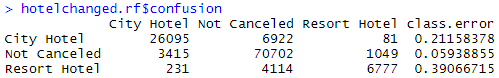 > hotelchanged.rf$confusion
City Hotel Not Canceled Resort Hotel class.error
City Hotel 26095 6922 81 0.21158378
Not Canceled 3415 70702 1049 0.05938855
Resort Hotel 231 4114 6777 0.39066715